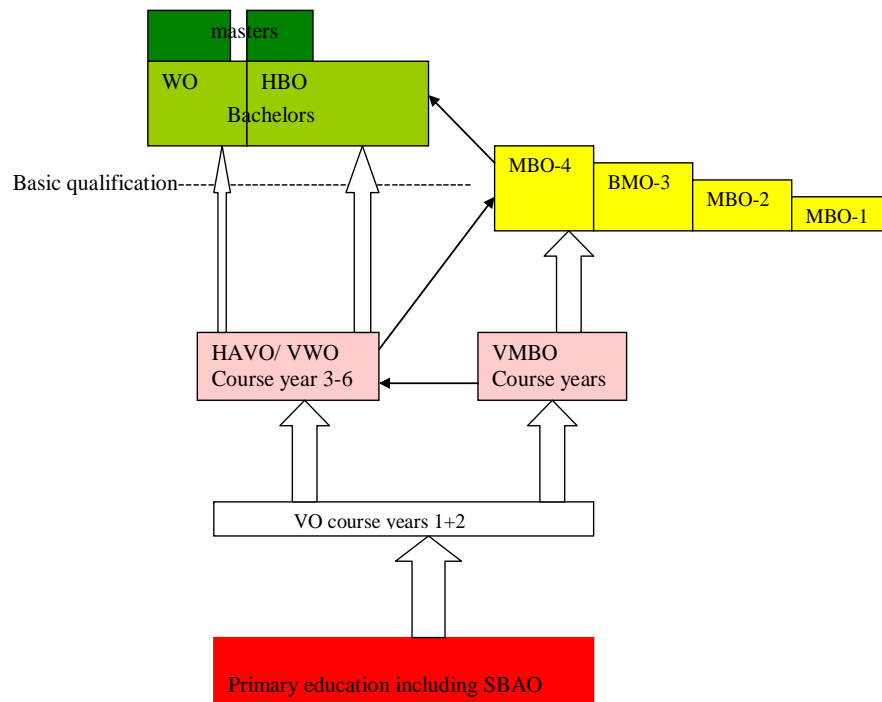 masters
WO
HBO
Bachelors
Basic qualification
MBO-4
BMO-3
MBO-2
MBO-1
HAVO/ VWO
Course year 3-6
VMBO
Course years
VO course years 1+2
Primary education including SBAO